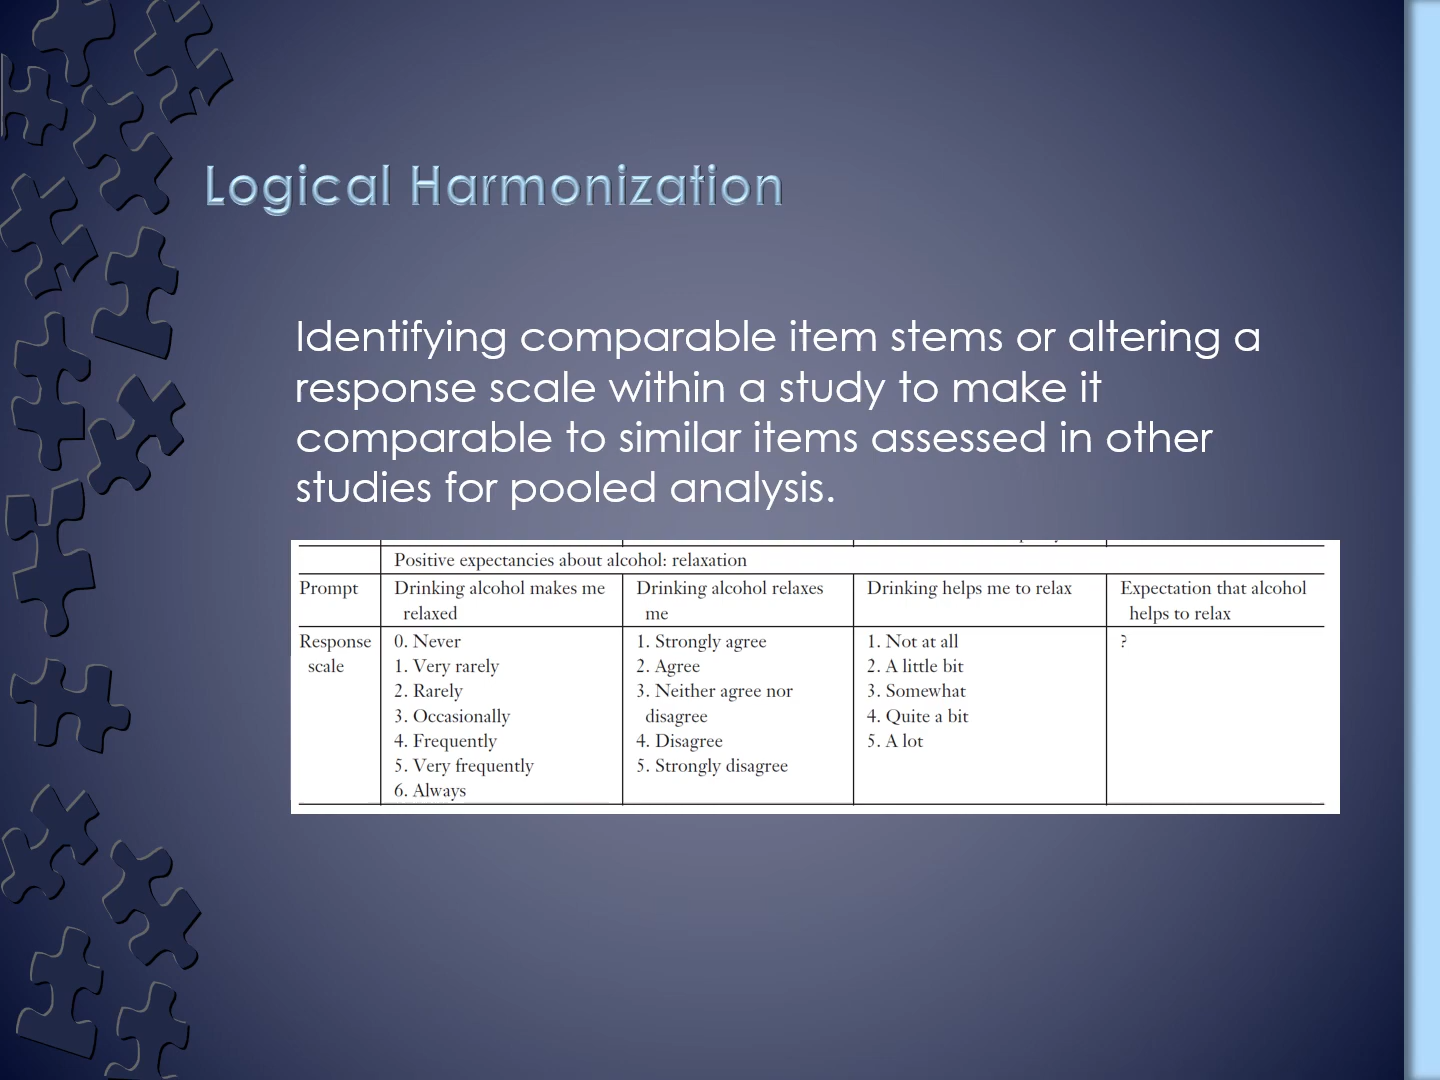 Logical Harmonization
Identifying comparable item stems or altering a
response scale within a study to make it
comparable to similar items assessed in other
studies for pooled analysis.
Positive expectancies about alcohol: relaxation
Prompt Drinking alcohol makes me relaxed Drinking alcohol relaxes me Drinking helps me to relax Expectation that alcohol helps to relax
Response scale 0. Never 1. Strongly agree 1. Not at all ?
1. Very rarely 2. Agree 2. A little bit
2. Rarely 3. Neither agree nor disagree 3. Somewhat
3. Occasionally 4. Quite a bit
4. Frequently 4. Disagree 5. A lot
5. Very frequently 5. Strongly disagree
6. Always